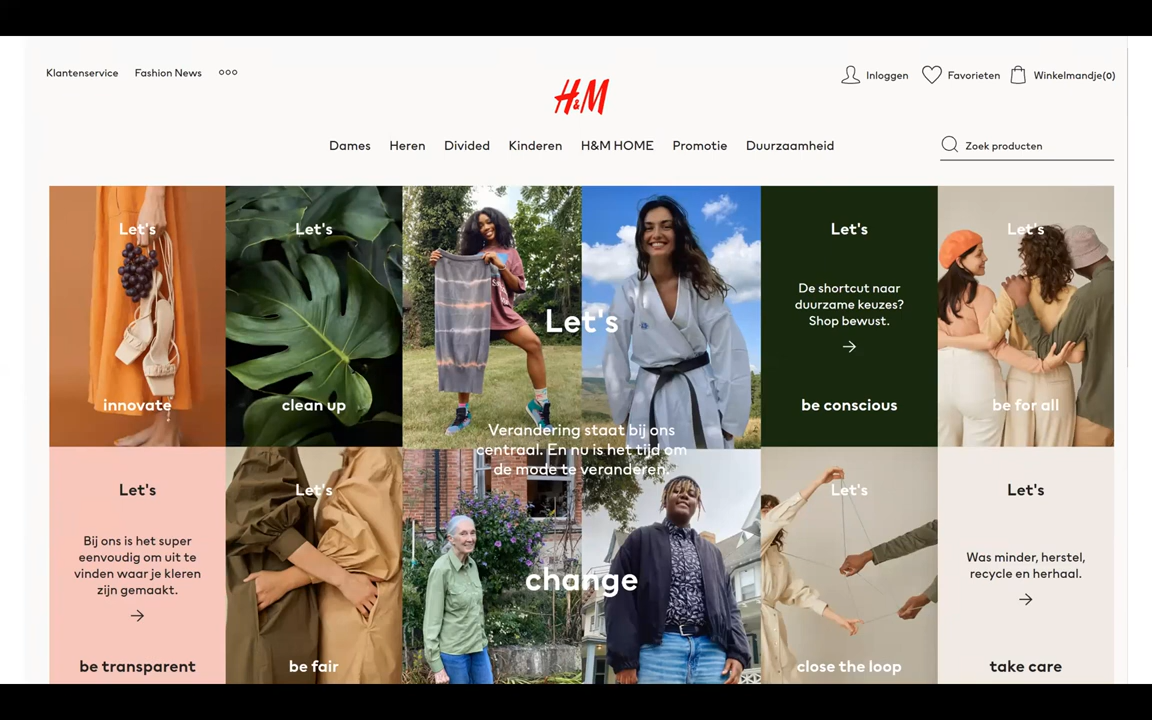 Klantenservice Fashion News
Inloggen Favorieten Winkelmandje(0)
H&M
Dames Heren Divided Kinderen H&M HOME Promotie Duurzaamheid
Zoek producten
Let's
innovate
Let's
clean up
Let's
Verandering staat bij ons
centraal. En nu is het tijd om
de mode te veranderen.
change
Let's
De shortcut naar
duurzame keuzes?
Shop bewust.
be conscious
Let's
be for all
Let's
Bij ons is het super
eenvoudig om uit te
vinden waar je kleren
zijn gemaakt.
be transparent
Let's
be fair
Let's
close the loop
Let's
Was minder, herstel,
recycle en herhaal.
take care